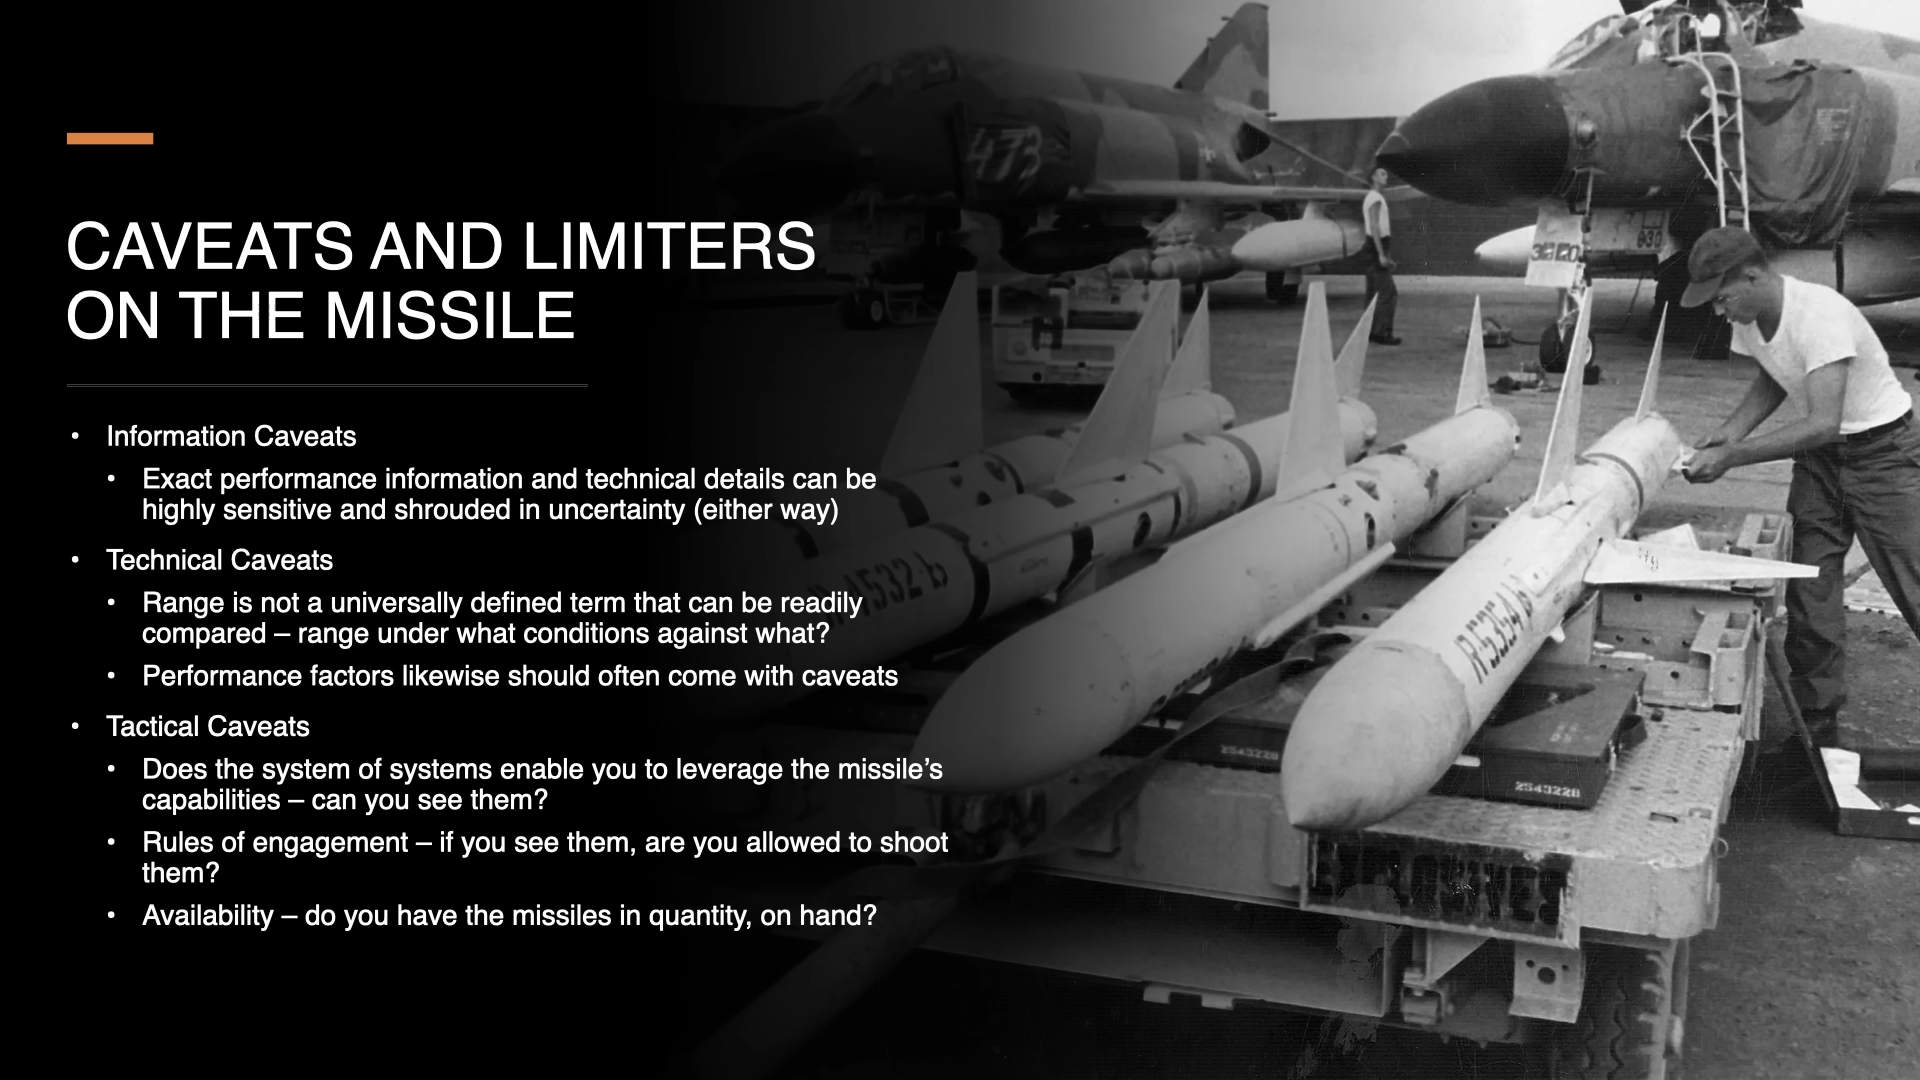 CAVEATS AND LIMITERS
ON THE MISSILE
• Information Caveats
• Exact performance information and technical details can be
highly sensitive and shrouded in uncertainty (either way)
• Technical Caveats
• Range is not a universally defined term that can be readily
compared – range under what conditions against what?
• Performance factors likewise should often come with caveats
• Tactical Caveats
• Does the system of systems enable you to leverage the missile’s
capabilities – can you see them?
• Rules of engagement – if you see them, are you allowed to shoot
them?
• Availability – do you have the missiles in quantity, on hand?
473
2543228
2543228